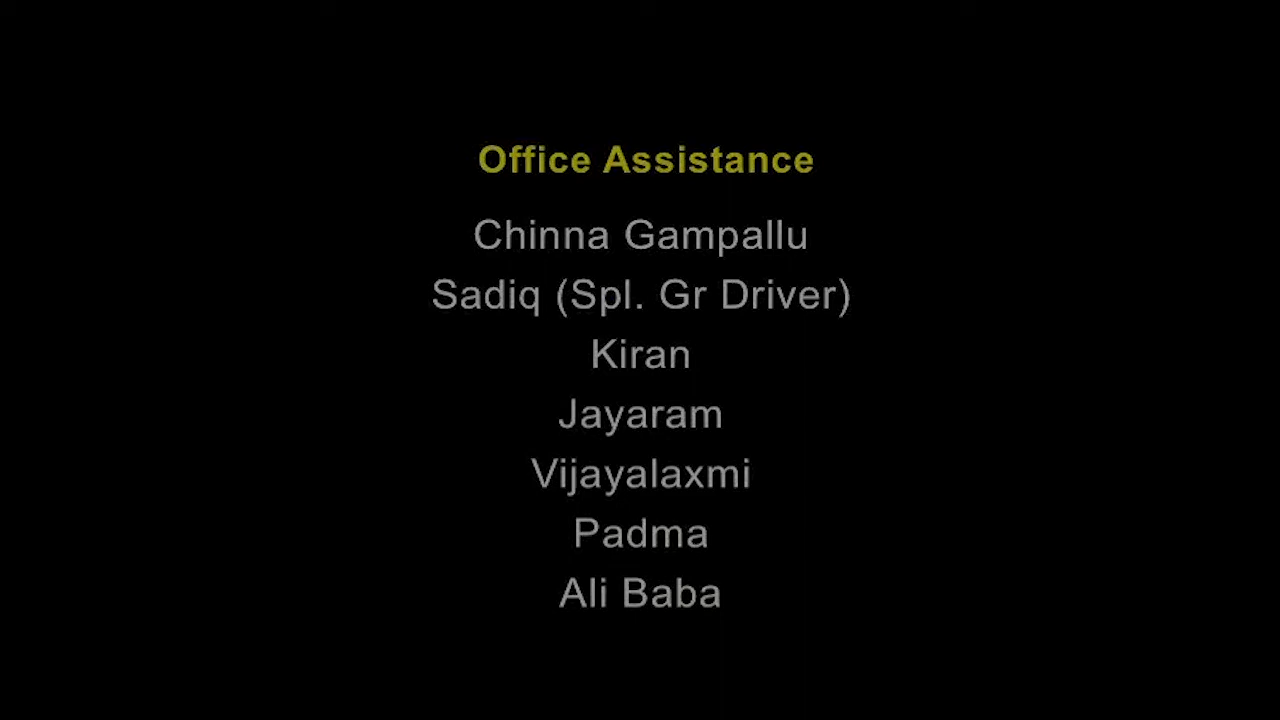 Office Assistance
Chinna Gampallu
Sadiq (Spl. Gr Driver)
Kiran
Jayaram
Vijayalaxmi
Padma
Ali Baba